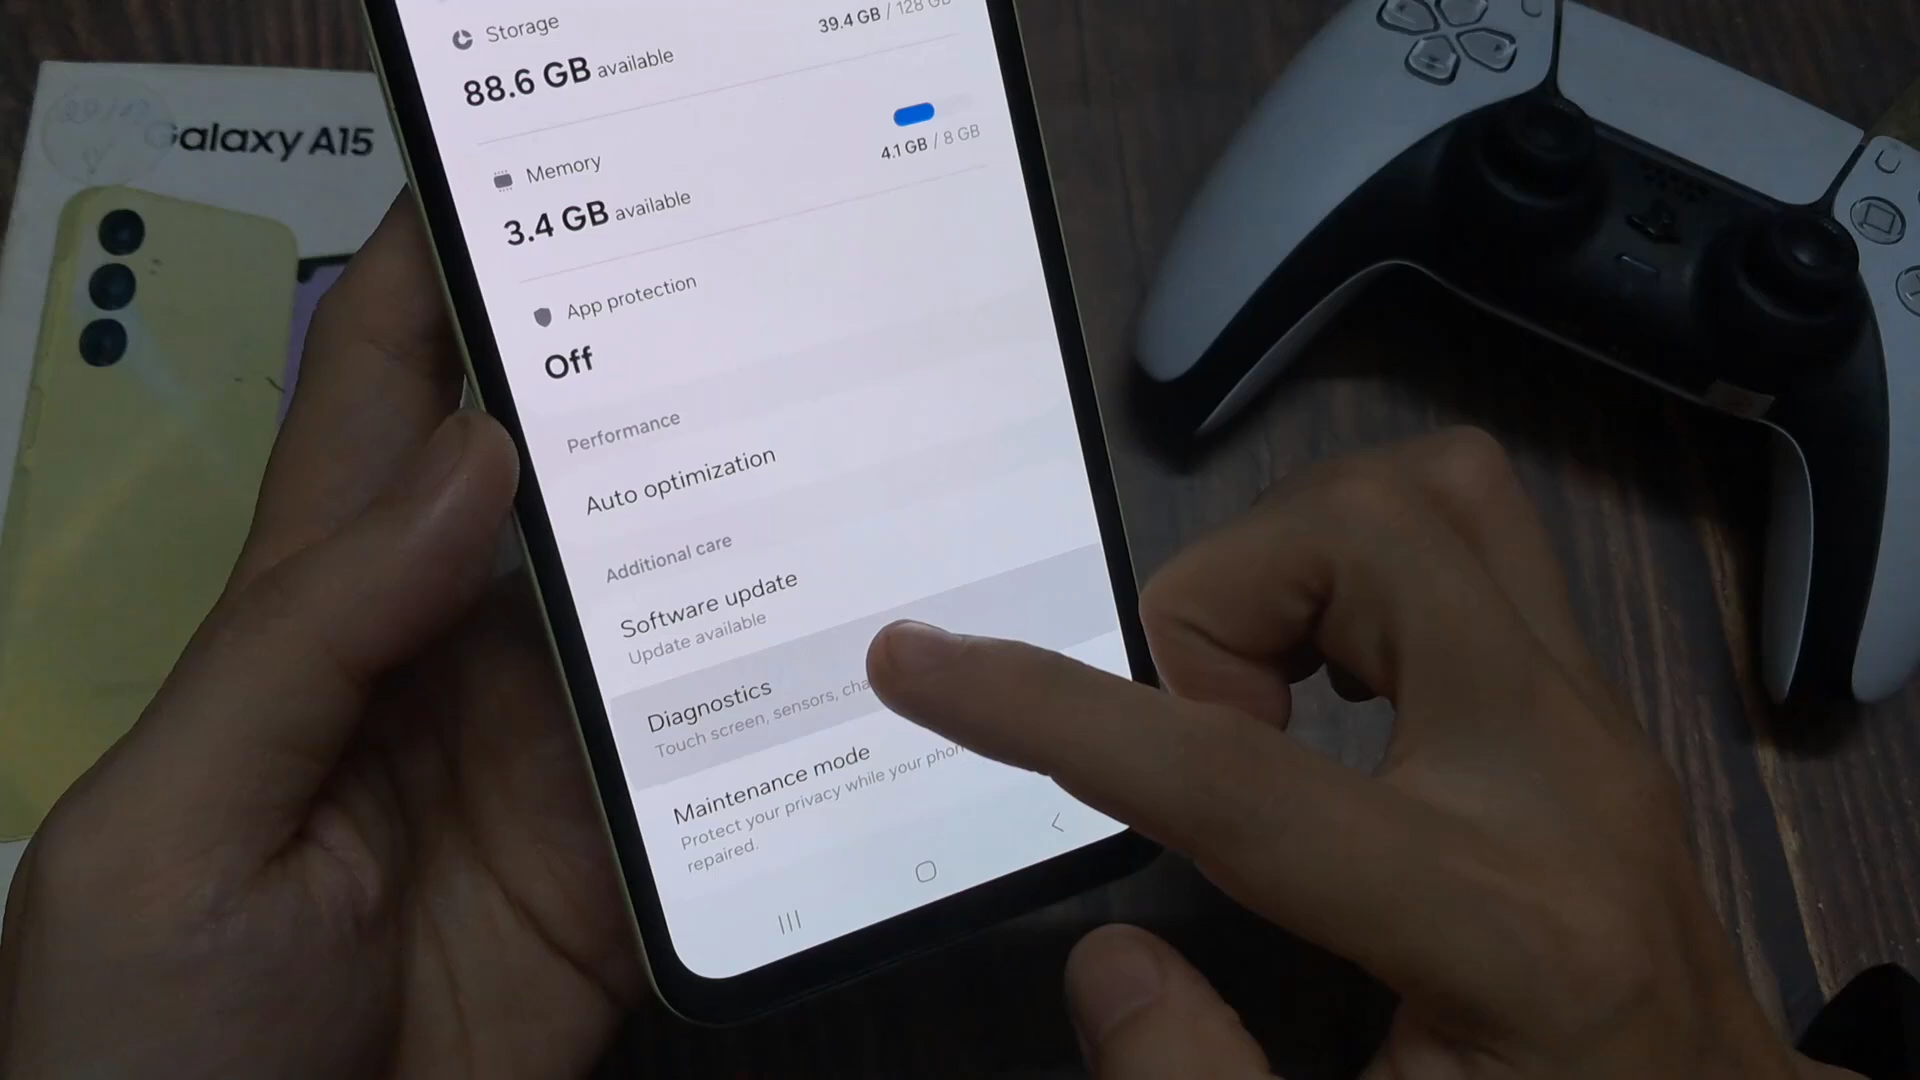 Storage
39.4 GB / 128 GB
88.6 GB available
Galaxy A15
Memory
4.1 GB / 8 GB
3.4 GB available
App protection
Off
Performance
Auto optimization
Additional care
Software update
Update available
Diagnostics
Touch screen, sensors,
Maintenance mode
Protect your privacy while your
repaired.